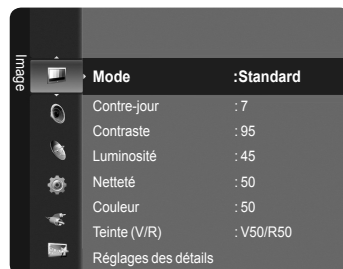 Image
Mode :Standard
Contre-jour : 7
Contraste : 95
Luminosité : 45
Netteté : 50
Couleur : 50
Teinte (V/R) : V50/R50
Réglages des détails